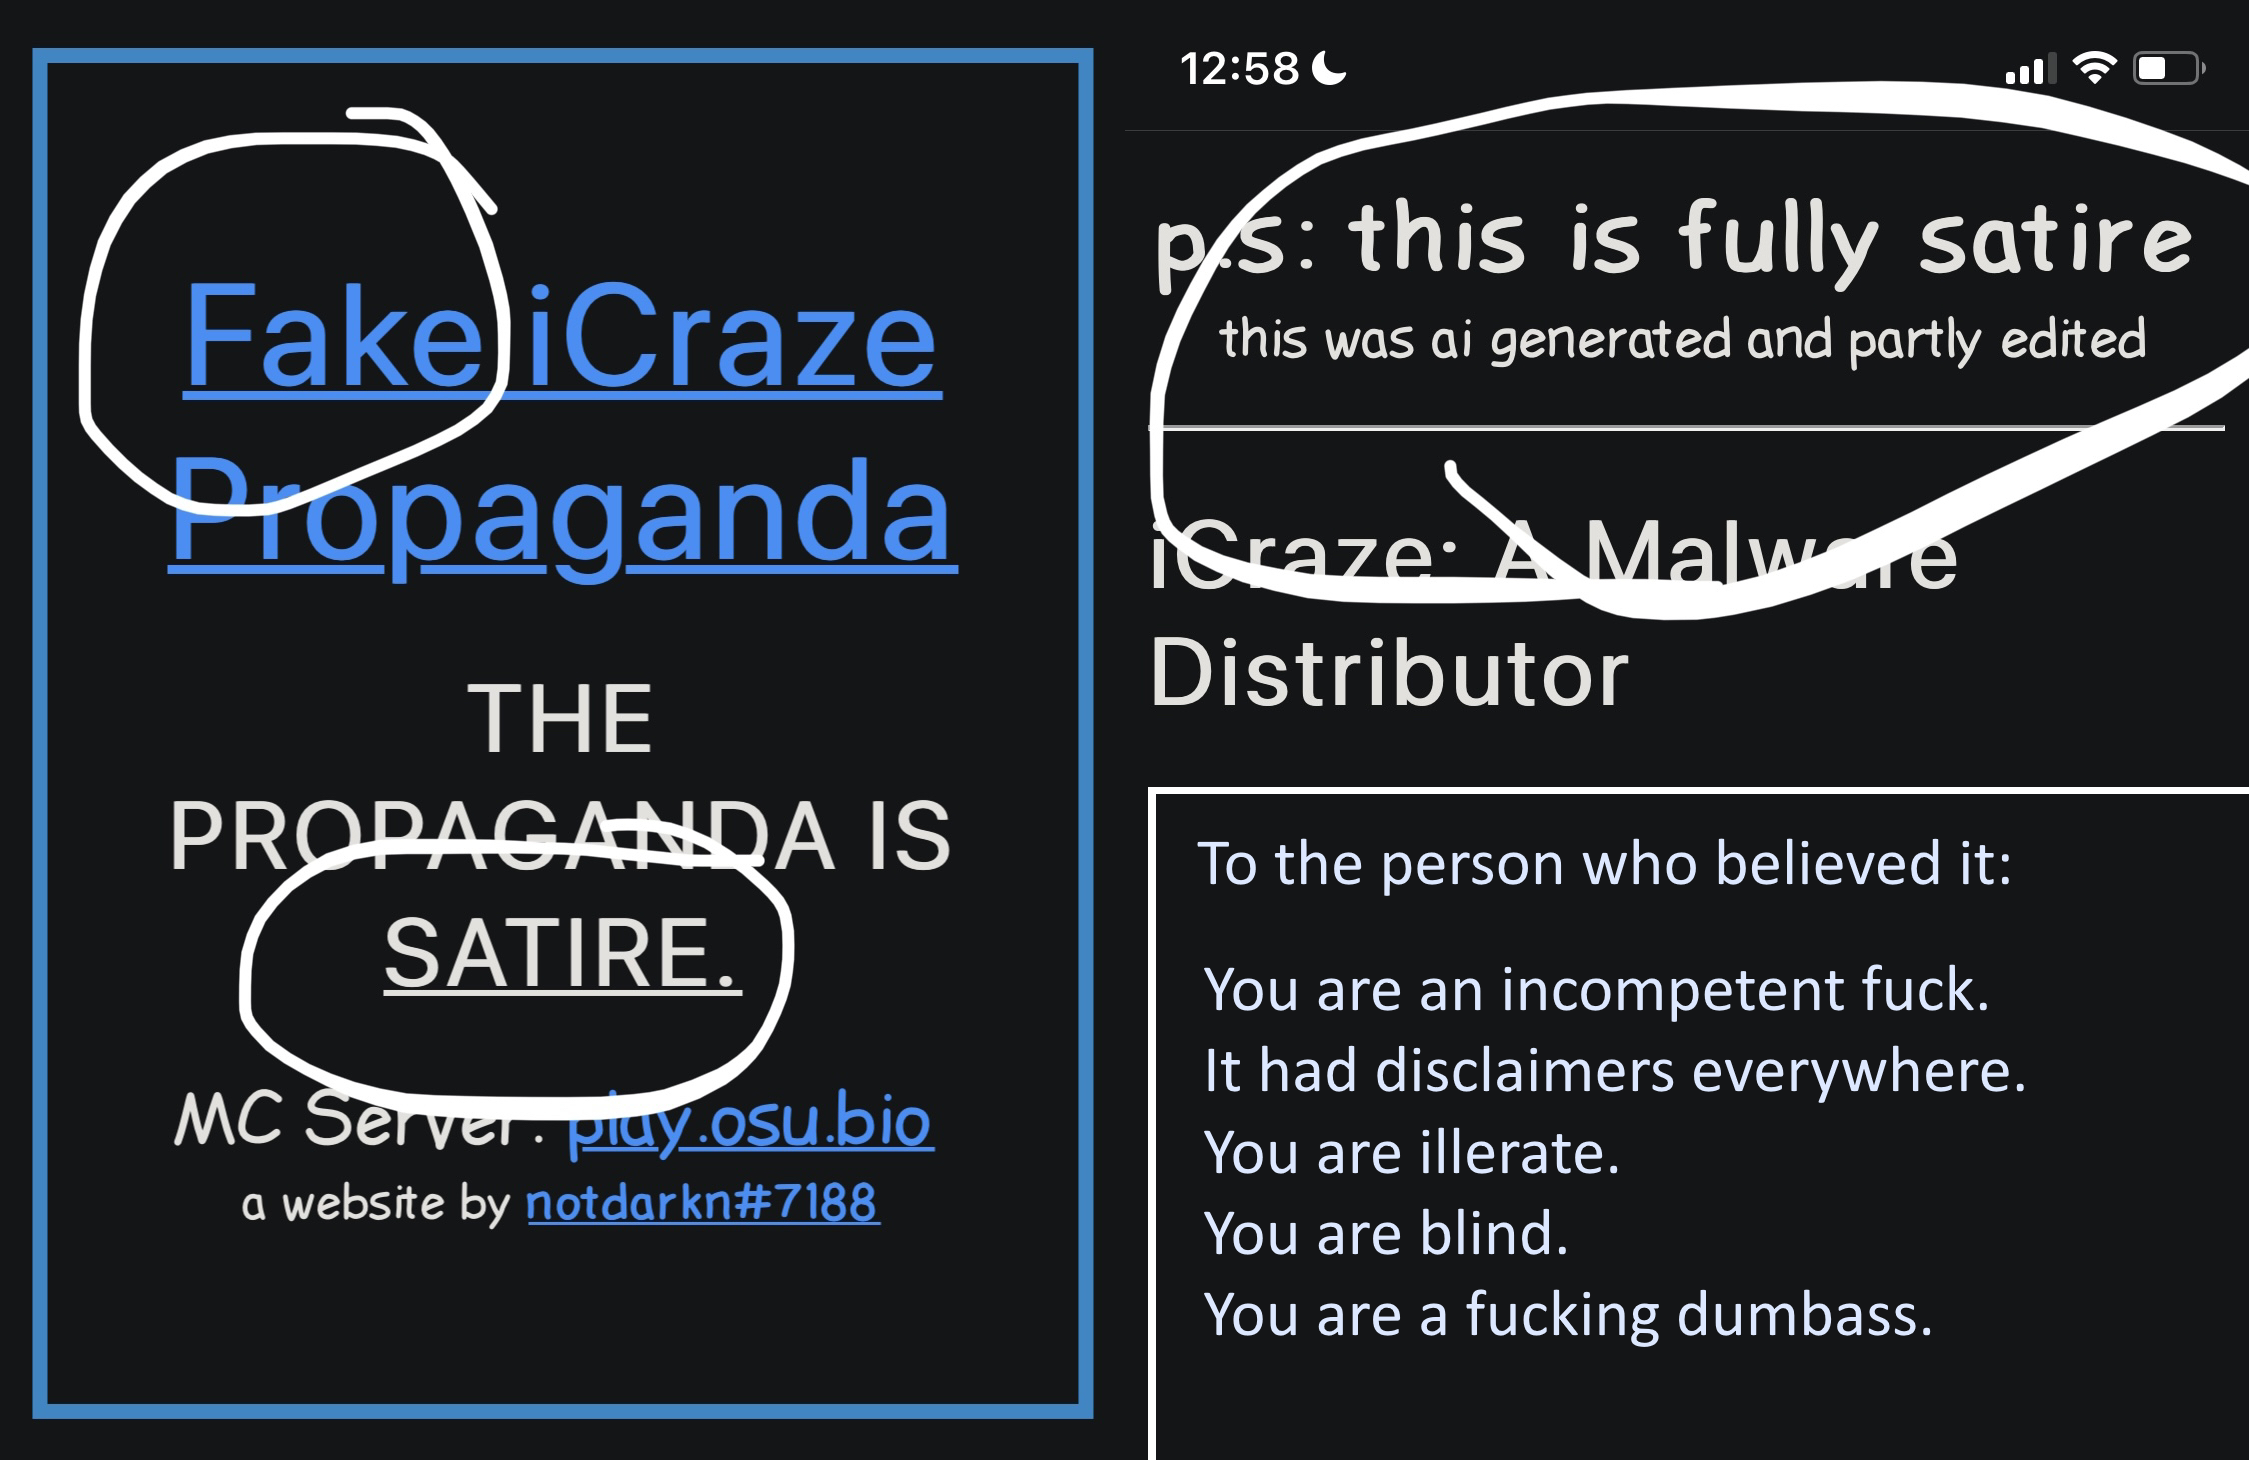 Fake iCraze
Propaganda
THE
PROPAGANDA IS
SATIRE.
MC Server: play.osu.bio
a website by notdarkn#7188
12:58
p.s: this is fully satire
this was ai generated and partly edited
iCraze: A Malware
Distributor
To the person who believed it:
You are an incompetent fuck.
It had disclaimers everywhere.
You are illerate.
You are blind.
You are a fucking dumbass.